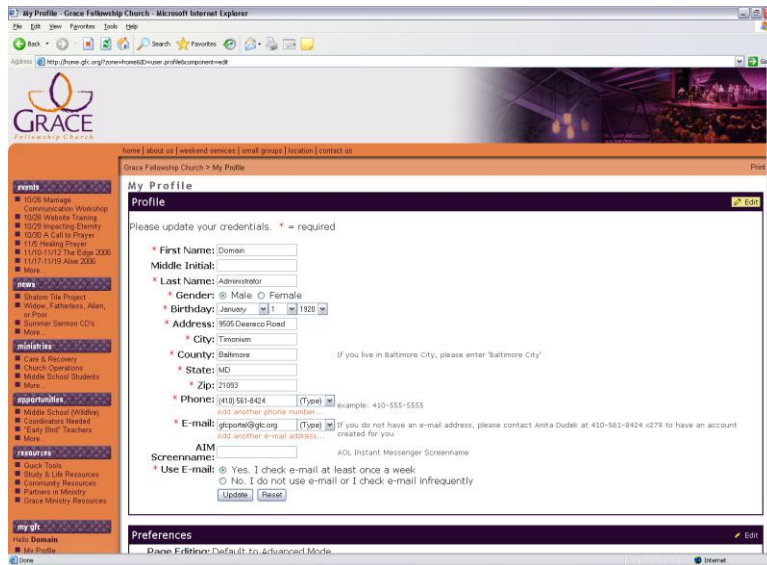 My Profile - Grace Fellowship Church - Microsoft Internet Explorer
File Edit View Favorites Tools Help
Back Search Favorites
Address http://home.gfc.org/?zone=home&ID=user.profile&component=edit Go
GRACE
Fellowship Church
home | about us | weekend services | small groups | location | contact us
Grace Fellowship Church > My Profile Print
events
10/26 Marriage
Communication Workshop
10/28 Website Training
10/29 Impacting Eternity
10/30 A Call to Prayer
11/5 Healing Prayer
11/10-11/12 The Edge 2006
11/17-11/19 Alive 2006
More...
news
Shalom Tile Project
Widow, Fatherless, Alien,
or Poor
Summer Sermon CD's
More...
ministries
Care & Recovery
Church Operations
Middle School Students
More...
opportunities
Middle School (Wildfire)
Coordinators Needed
"Early Bird" Teachers
More...
resources
Quick Tools
Study & Life Resources
Community Resources
Partners in Ministry
Grace Ministry Resources
my gfc
Hello Domain
My Profile
My Profile
Profile Edit
Please update your credentials. * = required
* First Name: Domain
Middle Initial:
* Last Name: Administrator
* Gender: Male Female
* Birthday: January 1 1920
* Address: 9505 Deereco Road
* City: Timonium
* County: Baltimore If you live in Baltimore City, please enter 'Baltimore City'
* State: MD
* Zip: 21093
* Phone: (410) 561-8424 (Type) example: 410-555-5555
Add another phone number...
* E-mail: gfcportal@gfc.org (Type) If you do not have an e-mail address, please contact Anita Dudek at 410-561-8424 x279 to have an account
created for you
Add another e-mail address...
AIM
Screenname: AOL Instant Messenger Screenname
* Use E-mail: Yes. I check e-mail at least once a week
No. I do not use e-mail or I check e-mail infrequently
Update Reset
Preferences Edit
Page Editing: Default to Advanced Mode
Done Internet